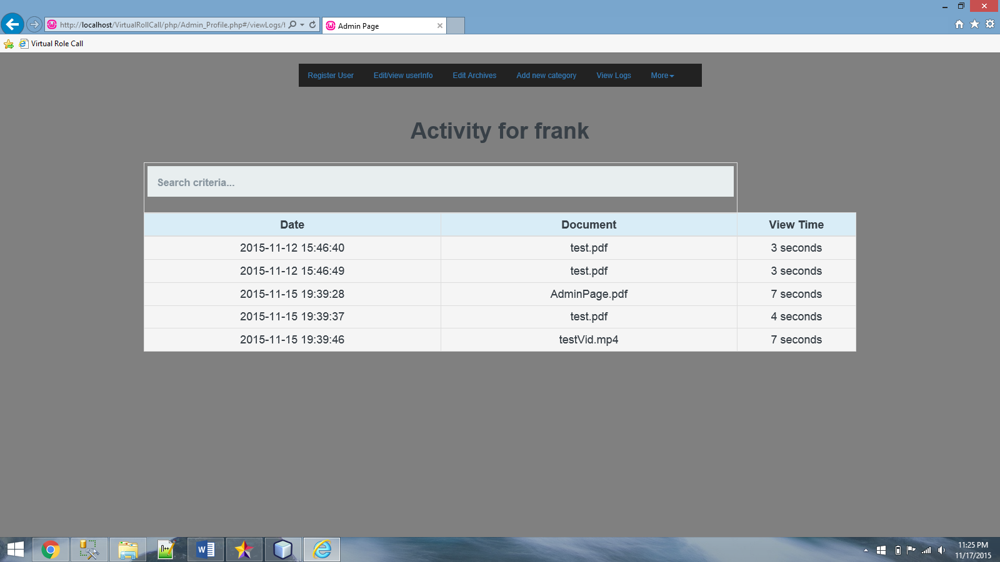 http://localhost/VirtualRollCall/php/Admin_Profile.php#/viewLogs/f
Admin Page
Virtual Role Call
Register User Edit/view userInfo Edit Archives Add new category View Logs More
Activity for frank
Search criteria...
Date Document View Time
2015-11-12 15:46:40 test.pdf 3 seconds
2015-11-12 15:46:49 test.pdf 3 seconds
2015-11-15 19:39:28 AdminPage.pdf 7 seconds
2015-11-15 19:39:37 test.pdf 4 seconds
2015-11-15 19:39:46 testVid.mp4 7 seconds
11:25 PM
11/17/2015